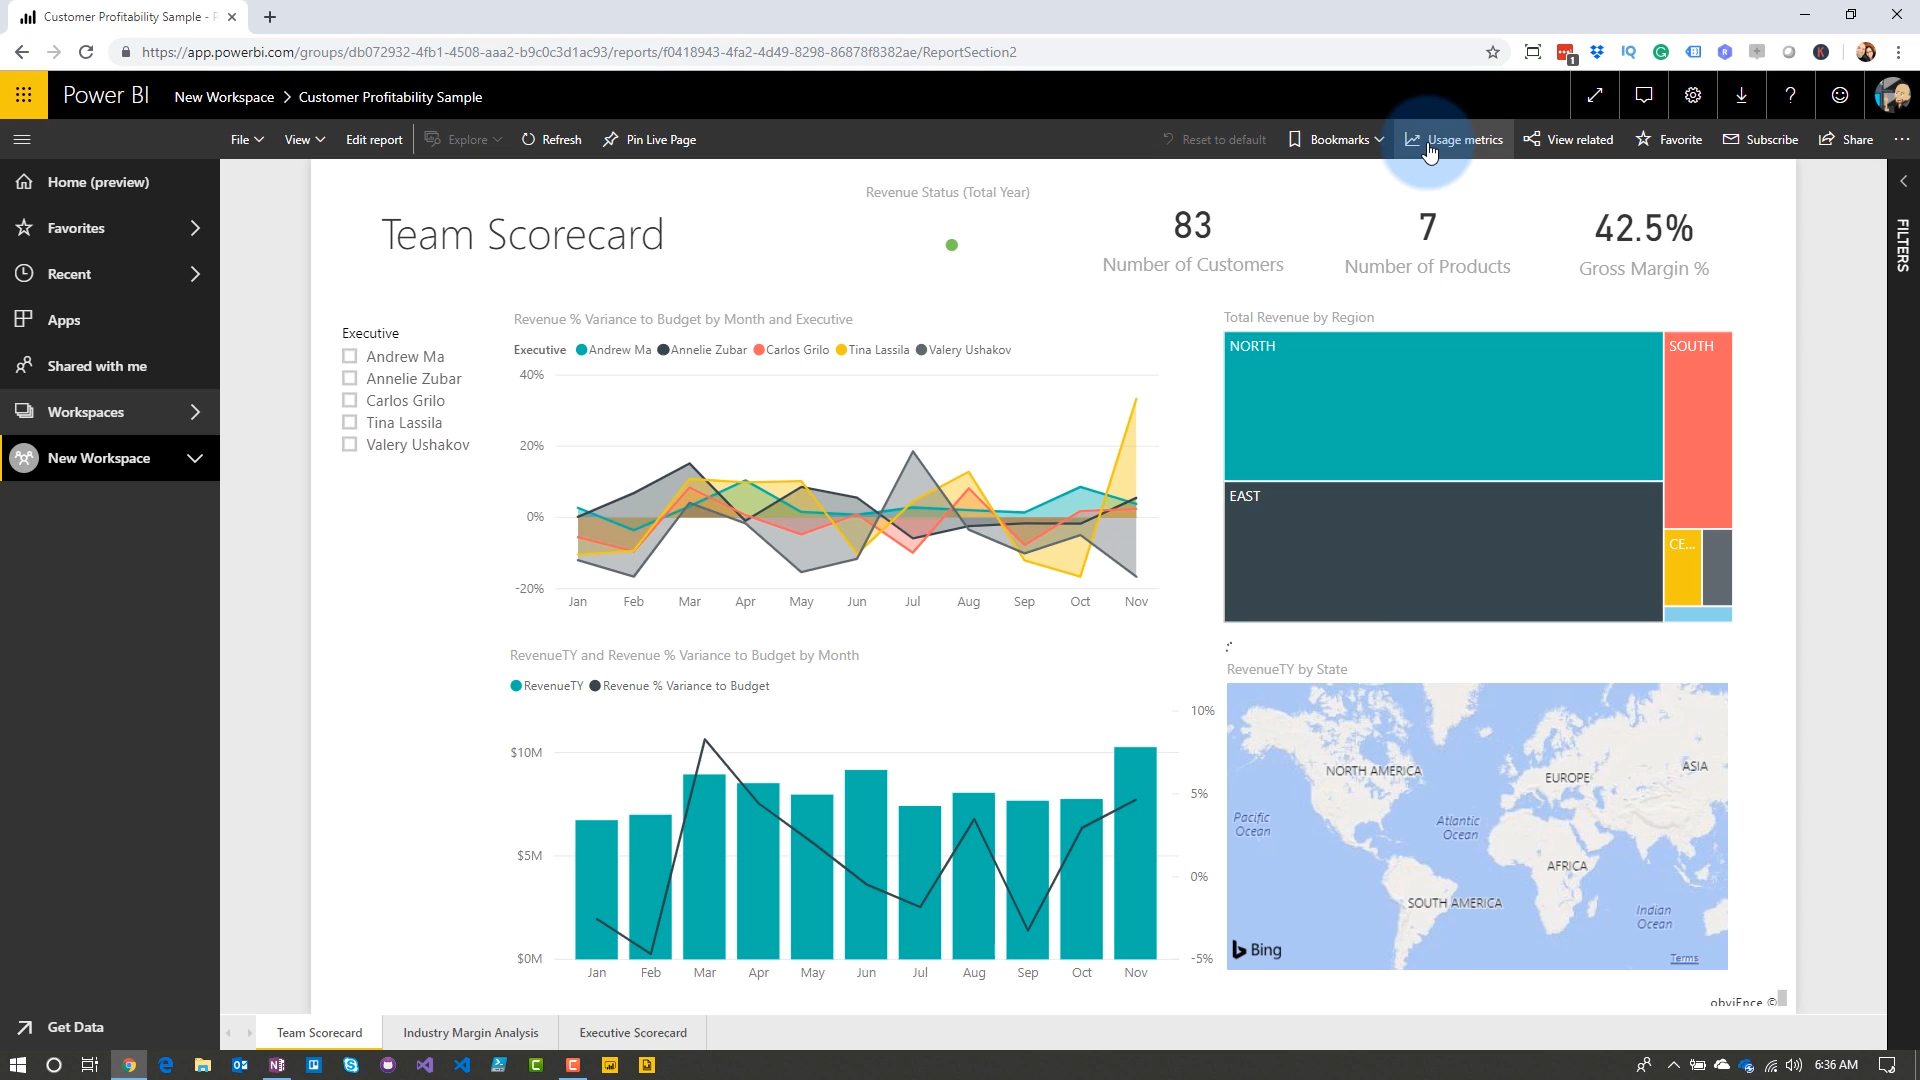 Customer Profitability Sample - P
https://app.powerbi.com/groups/db072932-4fb1-4508-aaa2-b9c0c3d1ac93/reports/f0418943-4fa2-4d49-8298-86878f8382ae/ReportSection2
Power BI New Workspace > Customer Profitability Sample
File View Edit report Explore Refresh Pin Live Page Reset to default Bookmarks Usage metrics View related Favorite Subscribe Share ...
Home (preview)
Favorites
Recent
Apps
Shared with me
Workspaces
New Workspace
Get Data
FILTERS
Team Scorecard
Revenue Status (Total Year)
83
Number of Customers
7
Number of Products
42.5%
Gross Margin %
Executive
Andrew Ma
Annelie Zubar
Carlos Grilo
Tina Lassila
Valery Ushakov
Revenue % Variance to Budget by Month and Executive
Executive Andrew Ma Annelie Zubar Carlos Grilo Tina Lassila Valery Ushakov
40%
20%
0%
-20%
Jan Feb Mar Apr May Jun Jul Aug Sep Oct Nov
Total Revenue by Region
NORTH
SOUTH
EAST
CE...
RevenueTY and Revenue % Variance to Budget by Month
RevenueTY Revenue % Variance to Budget
$10M
$5M
$0M
10%
5%
0%
-5%
Jan Feb Mar Apr May Jun Jul Aug Sep Oct Nov
RevenueTY by State
NORTH AMERICA
EUROPE
ASIA
Pacific
Ocean
Atlantic
Ocean
AFRICA
SOUTH AMERICA
Indian
Ocean
Bing
Terms
obviEnce ©
Team Scorecard Industry Margin Analysis Executive Scorecard
6:36 AM